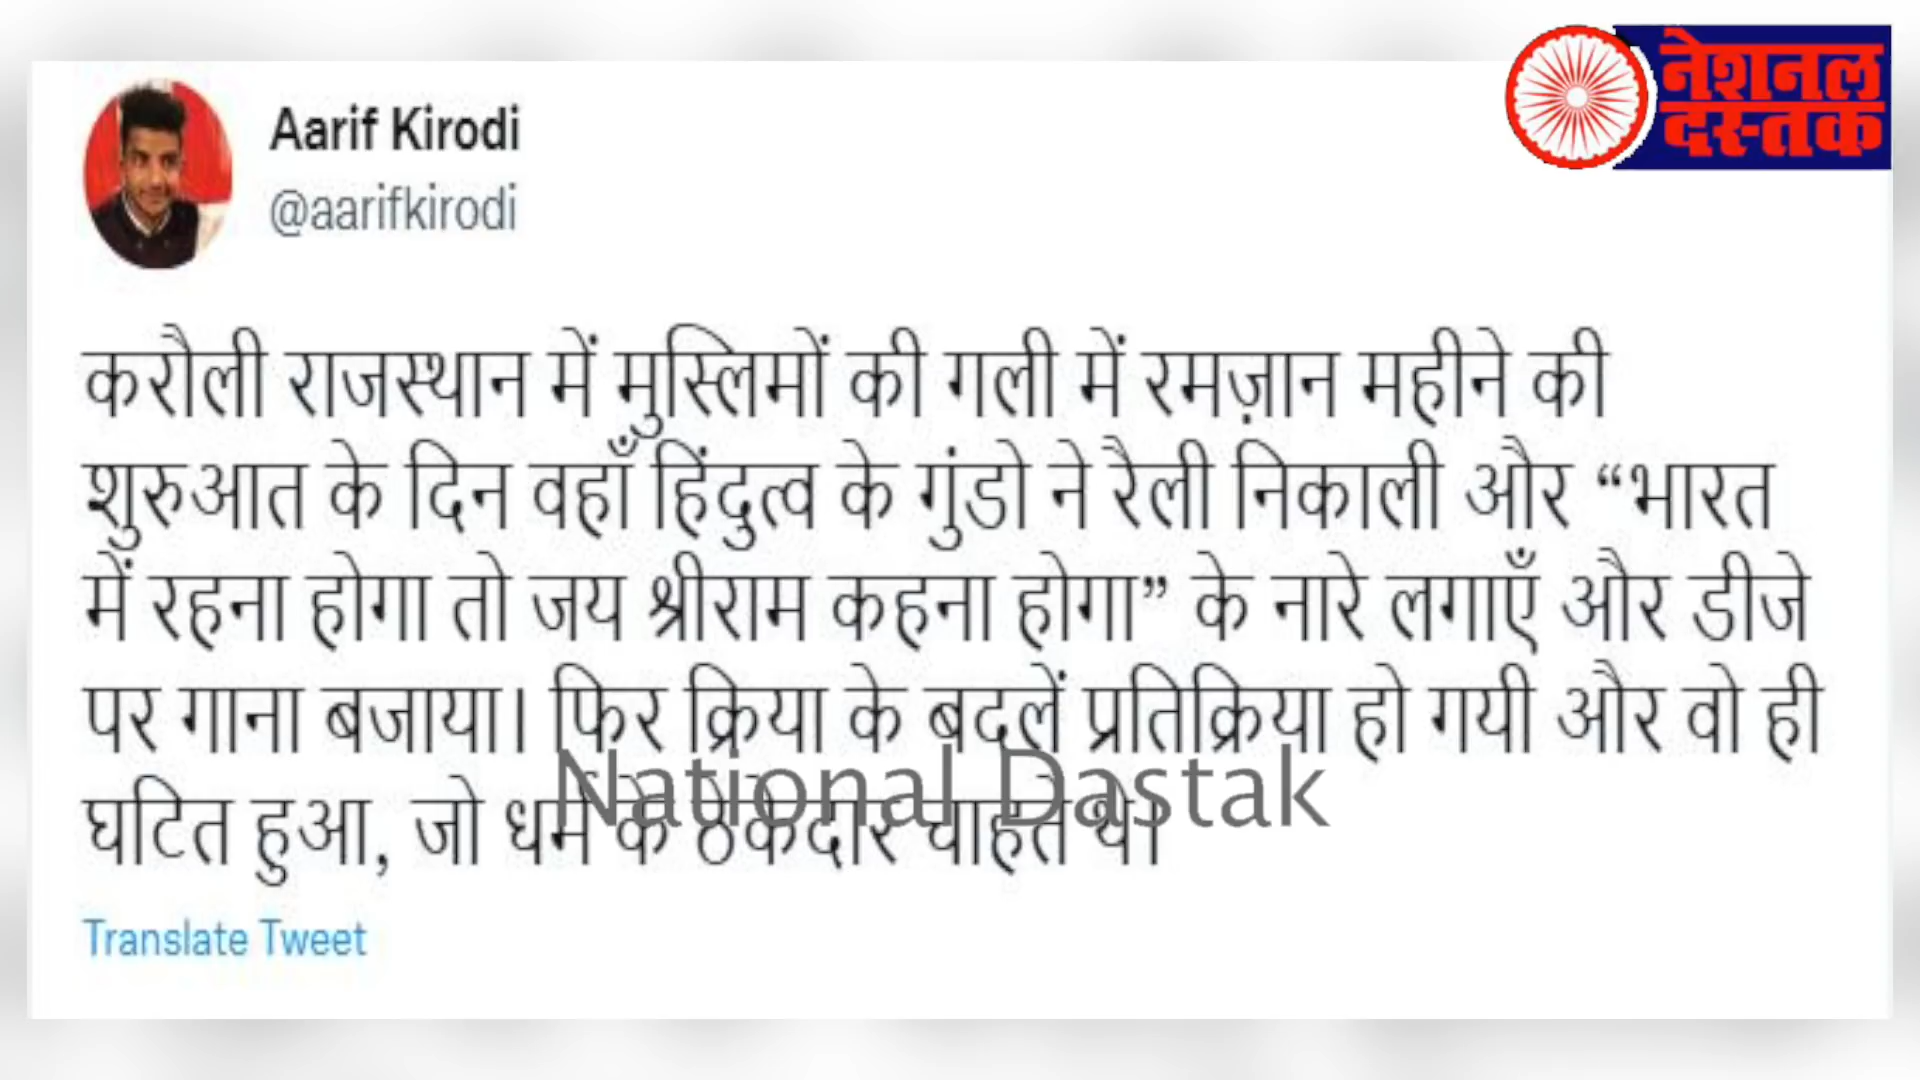 Aarif Kirodi
@aarifkirodi
नेशनल
दस्तक
करौली राजस्थान में मुस्लिमों की गली में रमज़ान महीने की
शुरुआत के दिन वहाँ हिंदुत्व के गुंडो ने रैली निकाली और “भारत
में रहना होगा तो जय श्रीराम कहना होगा” के नारे लगाएँ और डीजे
पर गाना बजाया। फिर क्रिया के बदलें प्रतिक्रिया हो गयी और वो ही
घटित हुआ, जो धर्म के ठेकेदार चाहते थे।
National Dastak
Translate Tweet